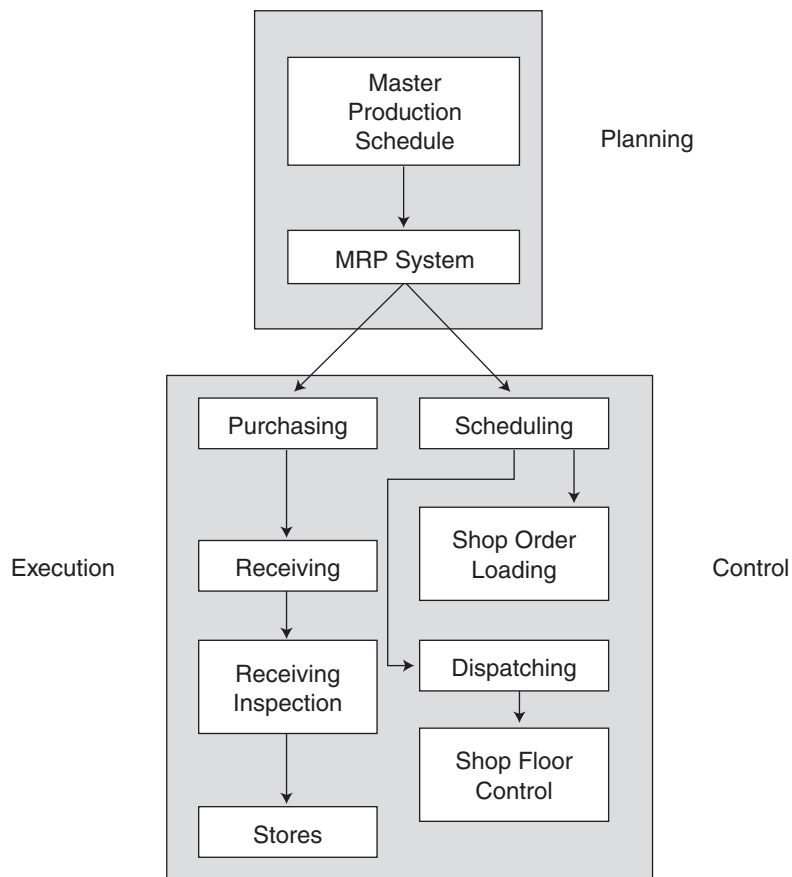 Master
Production
Schedule
Planning
MRP System
Purchasing
Scheduling
Execution
Receiving
Shop Order
Loading
Control
Receiving
Inspection
Dispatching
Shop Floor
Control
Stores